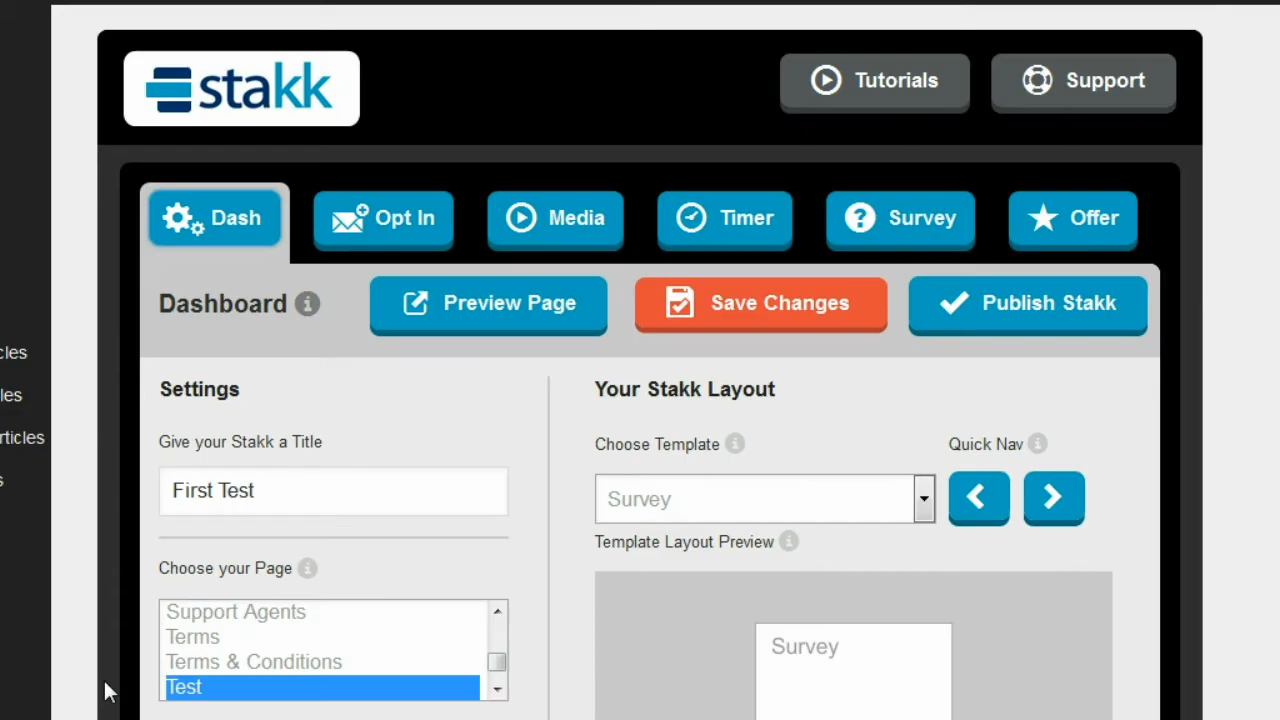 stakk
Tutorials
Support
Dash
Opt In
Media
Timer
Survey
Offer
Dashboard
Preview Page
Save Changes
Publish Stakk
cles
les
rticles
s
Settings
Give your Stakk a Title
First Test
Choose your Page
Support Agents
Terms
Terms & Conditions
Test
Your Stakk Layout
Choose Template
Quick Nav
Survey
Template Layout Preview
Survey